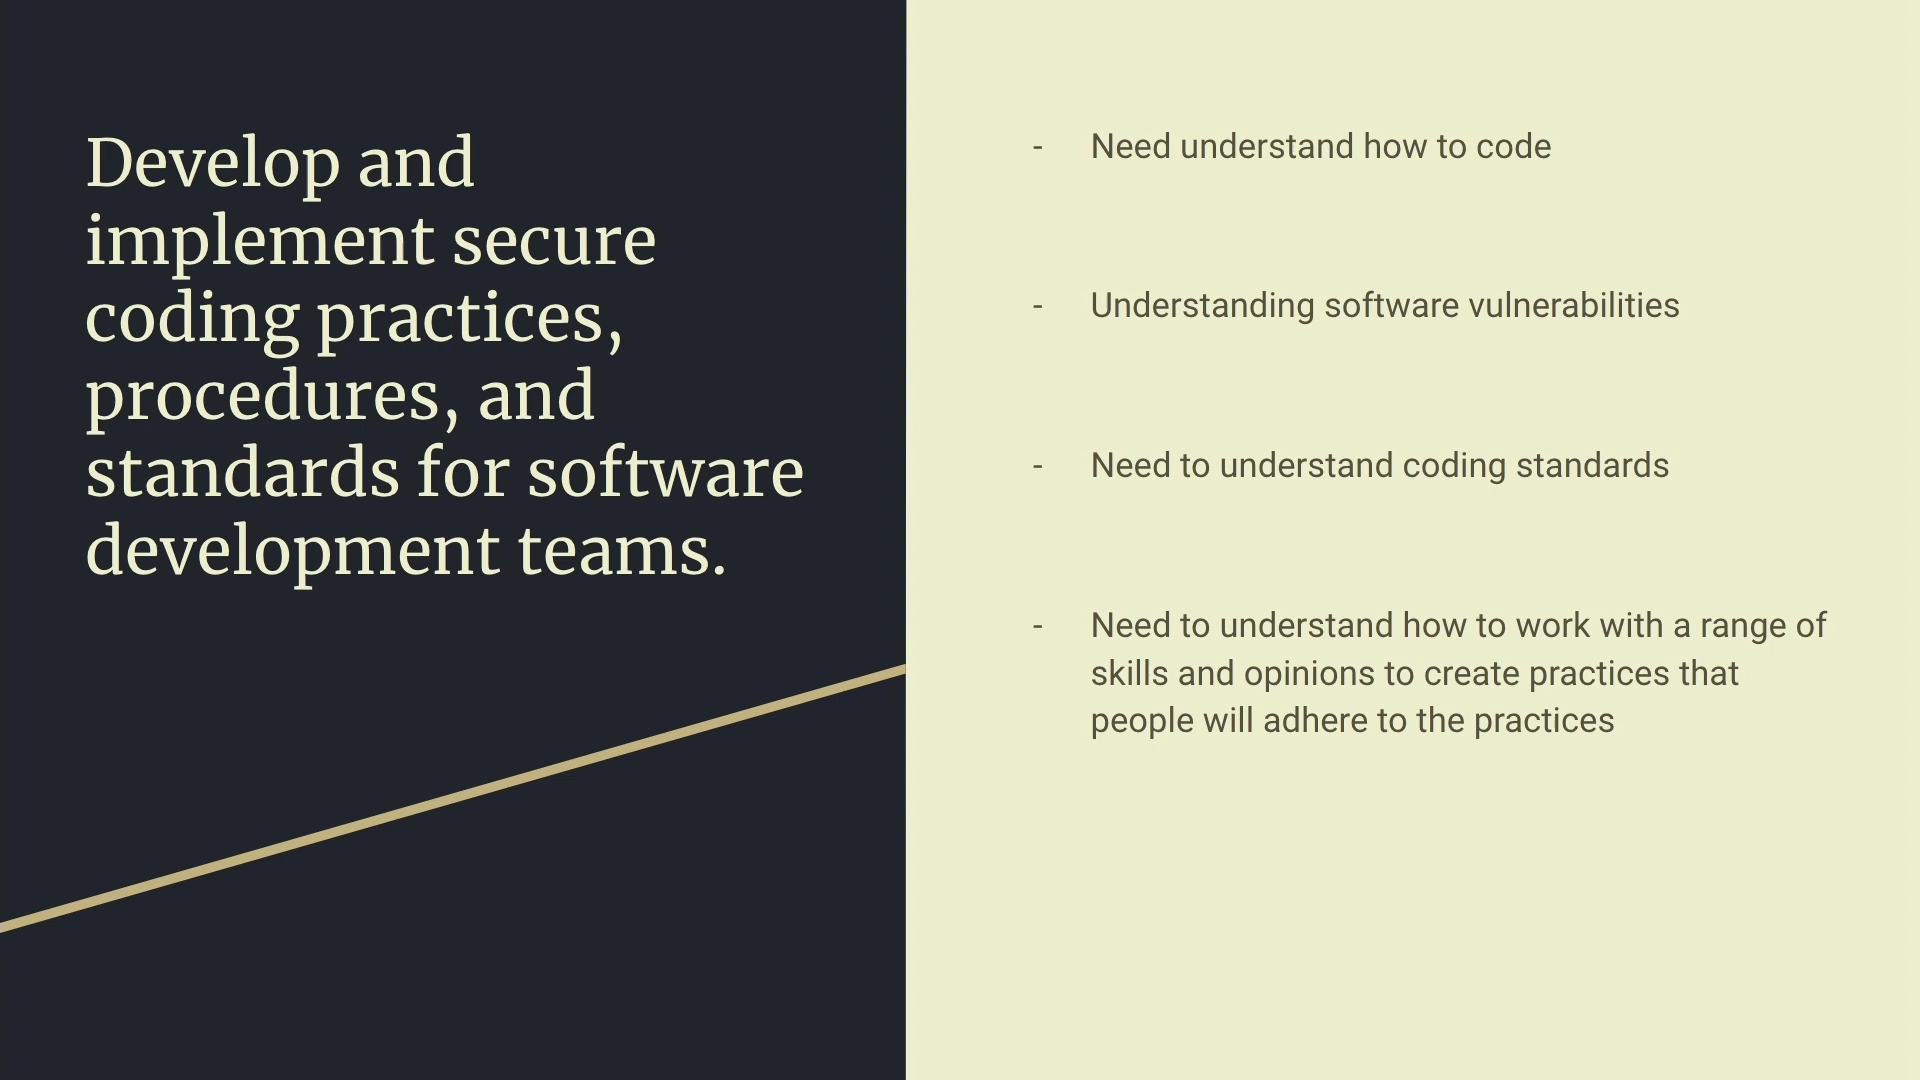 Develop and
implement secure
coding practices,
procedures, and
standards for software
development teams.
- Need understand how to code
- Understanding software vulnerabilities
- Need to understand coding standards
- Need to understand how to work with a range of
skills and opinions to create practices that
people will adhere to the practices